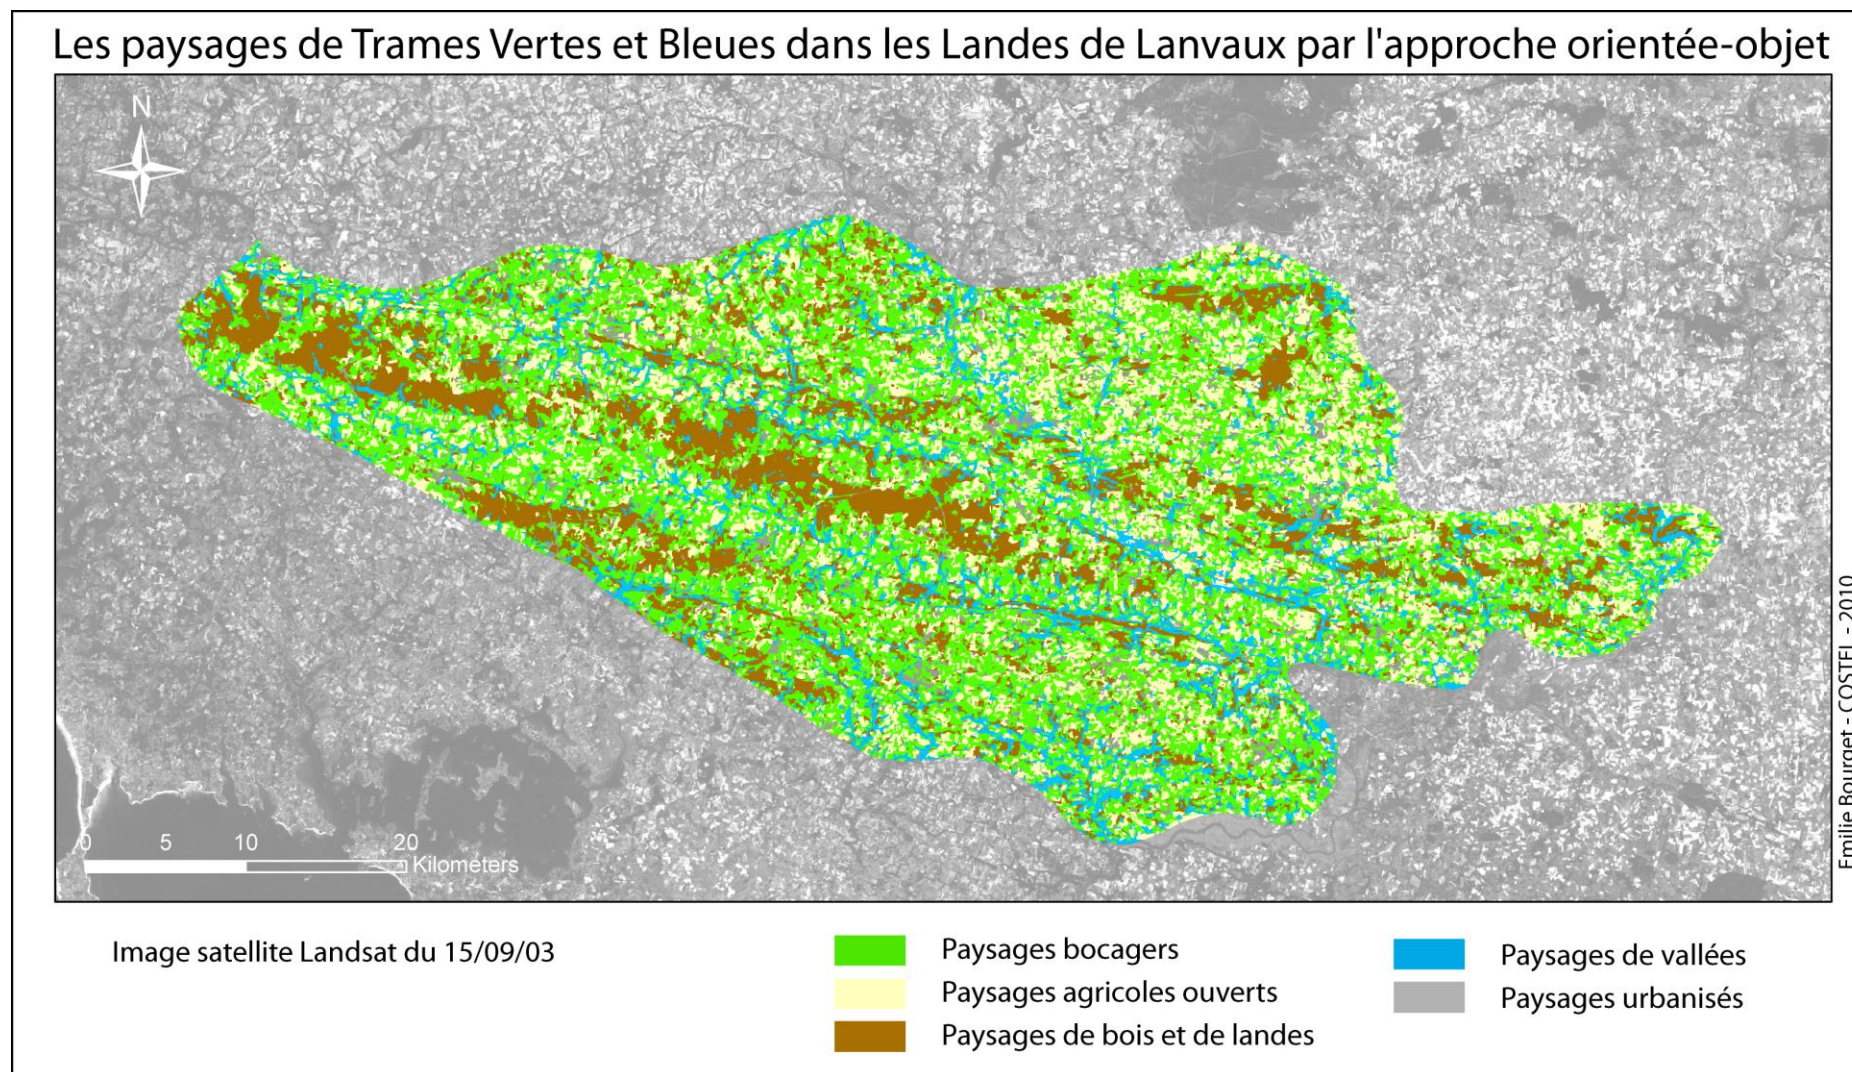 Les paysages de Trames Vertes et Bleues dans les Landes de Lanvaux par l'approche orientée-objet
N
0 5 10 20
Kilometers
Emilie Bourget - COSTEL - 2010
Image satellite Landsat du 15/09/03
Paysages bocagers
Paysages agricoles ouverts
Paysages de bois et de landes
Paysages de vallées
Paysages urbanisés